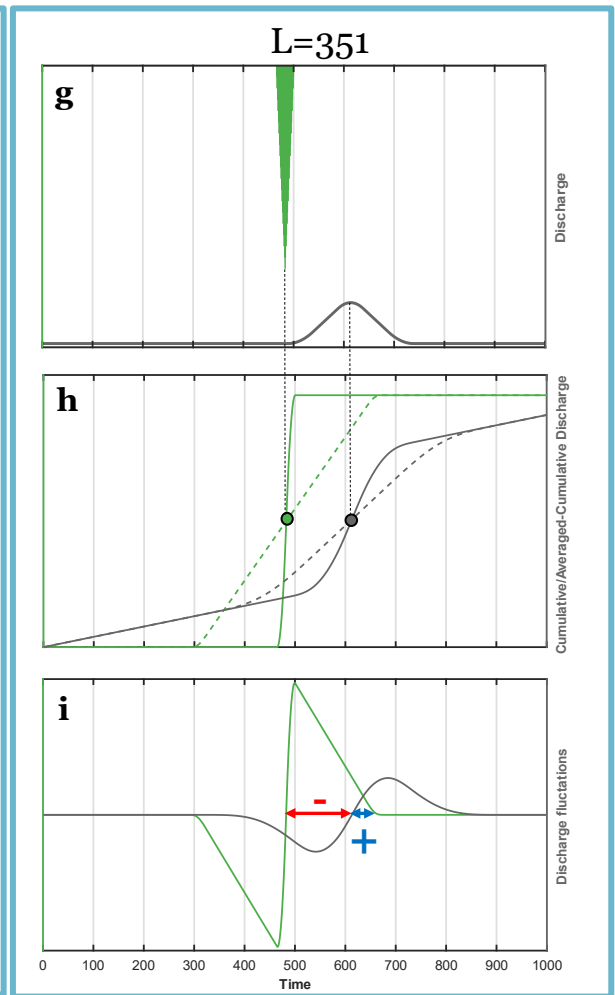 L=351
g
Discharge
h
Cumulative/Averaged-Cumulative Discharge
i
-
+
Discharge fluctations
0 100 200 300 400 500 600 700 800 900 1000
Time